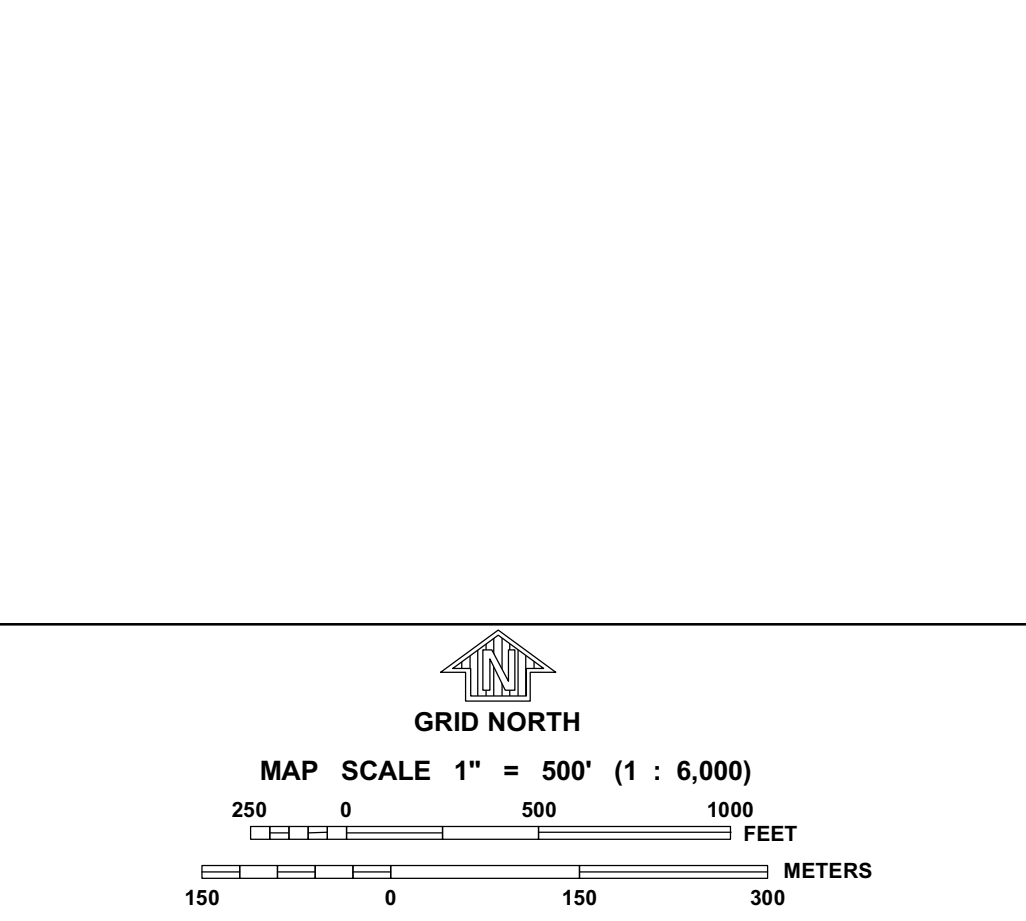 N
GRID NORTH
MAP SCALE 1" = 500' (1 : 6,000)
250 0 500 1000
FEET
METERS
150 0 150 300